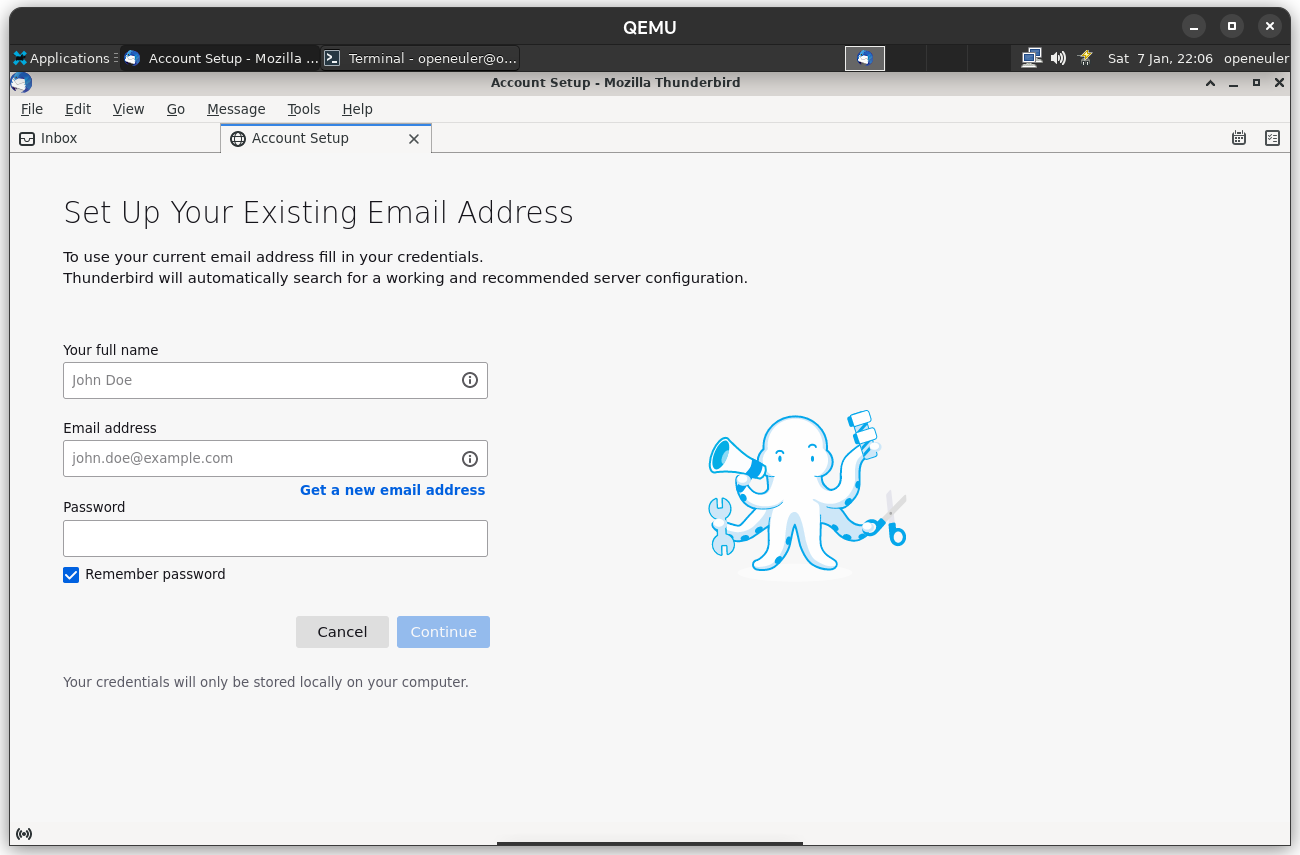 QEMU
Applications
Account Setup - Mozilla ...
Terminal - openeuler@o...
Sat 7 Jan, 22:06
openeuler
Account Setup - Mozilla Thunderbird
File Edit View Go Message Tools Help
Inbox
Account Setup
Set Up Your Existing Email Address
To use your current email address fill in your credentials.
Thunderbird will automatically search for a working and recommended server configuration.
Your full name
John Doe
Email address
john.doe@example.com
Get a new email address
Password
Remember password
Cancel
Continue
Your credentials will only be stored locally on your computer.